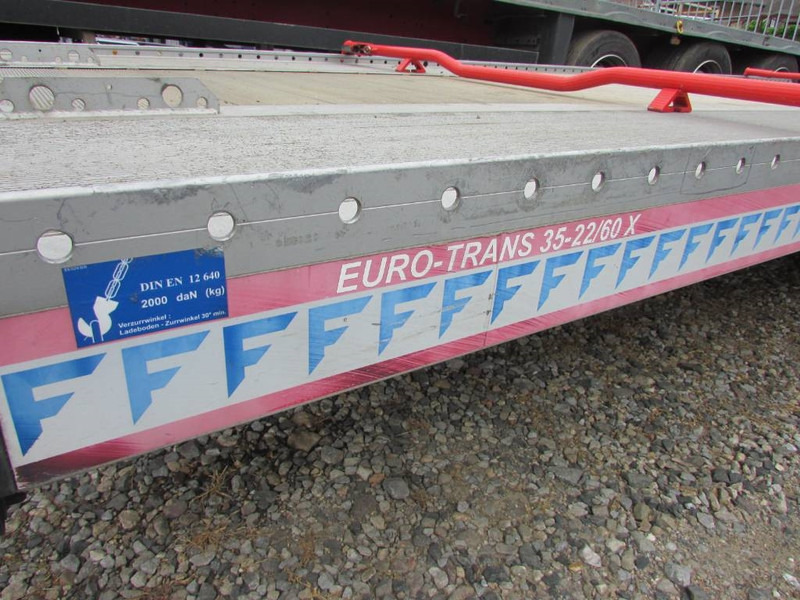 EURO-TRANS 35-22/60 X
DIN EN 12 640
2000 daN (kg)
Verzurrwinkel :
Ladeboden - Zurrwinkel 30° min.
F F F F F F F F F F F F F F F